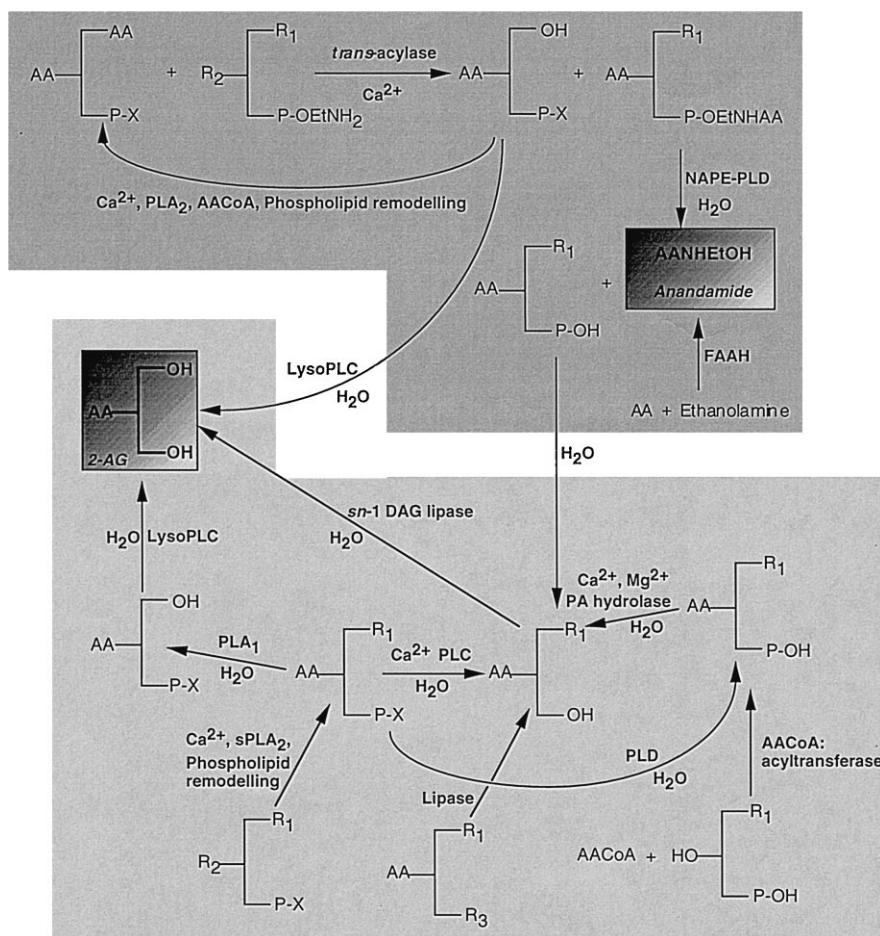 AA
AA
P-X
+
R1
R2
P-OEtNH2
trans-acylase
Ca2+
OH
AA
P-X
+
R1
AA
P-OEtNHAA
Ca2+, PLA2, AACoA, Phospholipid remodelling
NAPE-PLD
H2O
R1
AA
P-OH
+
AANHEtOH
Anandamide
FAAH
AA + Ethanolamine
LysoPLC
H2O
OH
AA
OH
2-AG
H2O
sn-1 DAG lipase
H2O
H2O LysoPLC
OH
AA
P-X
PLA1
H2O
R1
AA
P-X
Ca2+ PLC
H2O
R1
AA
OH
Ca2+, Mg2+
PA hydrolase
H2O
R1
AA
P-OH
Ca2+, sPLA2,
Phospholipid
remodelling
R1
R2
P-X
Lipase
R1
AA
R3
PLD
H2O
AACoA:
acyltransferase
AACoA +
R1
HO
P-OH